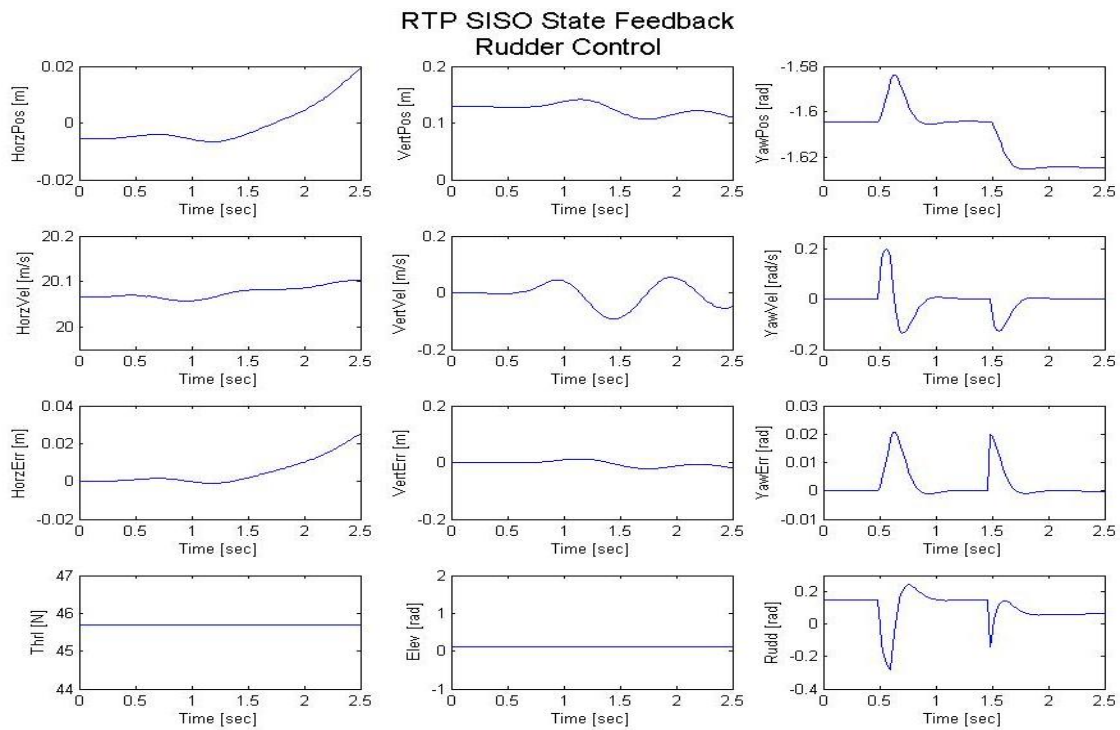 RTP SISO State Feedback
Rudder Control
0.02
0
-0.02
HorzPos [m]
0 0.5 1 1.5 2 2.5
Time [sec]
0.2
0.1
0
VertPos [m]
0 0.5 1 1.5 2 2.5
Time [sec]
-1.58
-1.6
-1.62
YawPos [rad]
0 0.5 1 1.5 2 2.5
Time [sec]
20.2
20.1
20
HorzVel [m/s]
0 0.5 1 1.5 2 2.5
Time [sec]
0.2
0
-0.2
VertVel [m/s]
0 0.5 1 1.5 2 2.5
Time [sec]
0.2
0
-0.2
YawVel [rad/s]
0 0.5 1 1.5 2 2.5
Time [sec]
0.04
0.02
0
-0.02
HorzErr [m]
0 0.5 1 1.5 2 2.5
Time [sec]
0.2
0
-0.2
VertErr [m]
0 0.5 1 1.5 2 2.5
Time [sec]
0.03
0.02
0.01
0
-0.01
YawErr [rad]
0 0.5 1 1.5 2 2.5
Time [sec]
47
46
45
44
Thrl [N]
0 0.5 1 1.5 2 2.5
Time [sec]
2
1
0
-1
Elev [rad]
0 0.5 1 1.5 2 2.5
Time [sec]
0.2
0
-0.2
-0.4
Rudd [rad]
0 0.5 1 1.5 2 2.5
Time [sec]